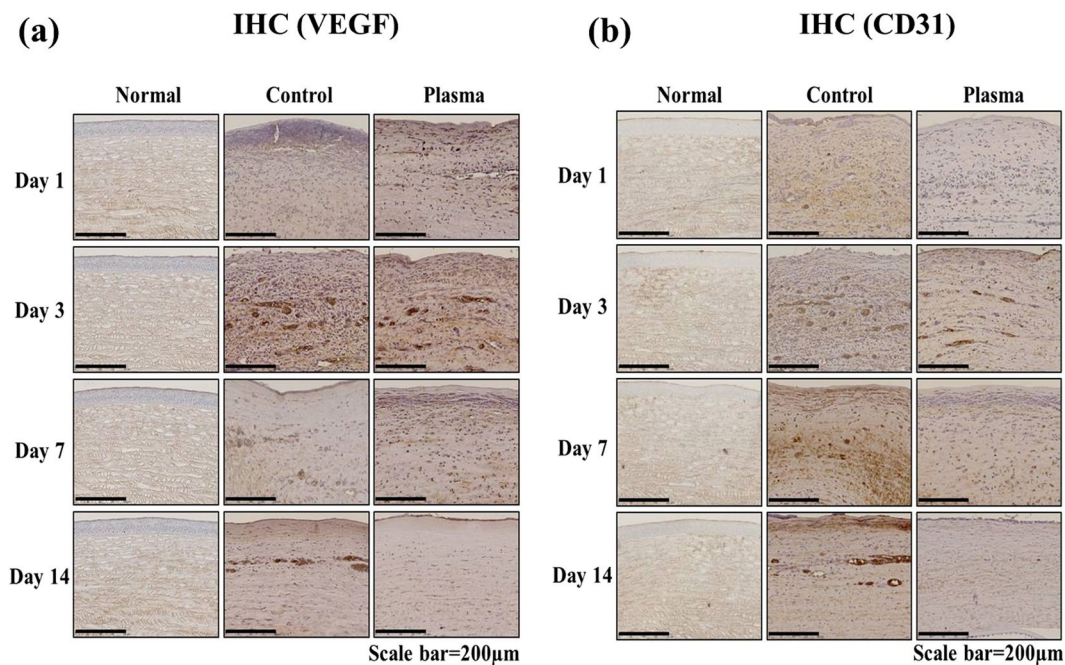 (a) IHC (VEGF)
Normal Control Plasma
Day 1
Day 3
Day 7
Day 14
Scale bar=200μm
(b) IHC (CD31)
Normal Control Plasma
Day 1
Day 3
Day 7
Day 14
Scale bar=200μm